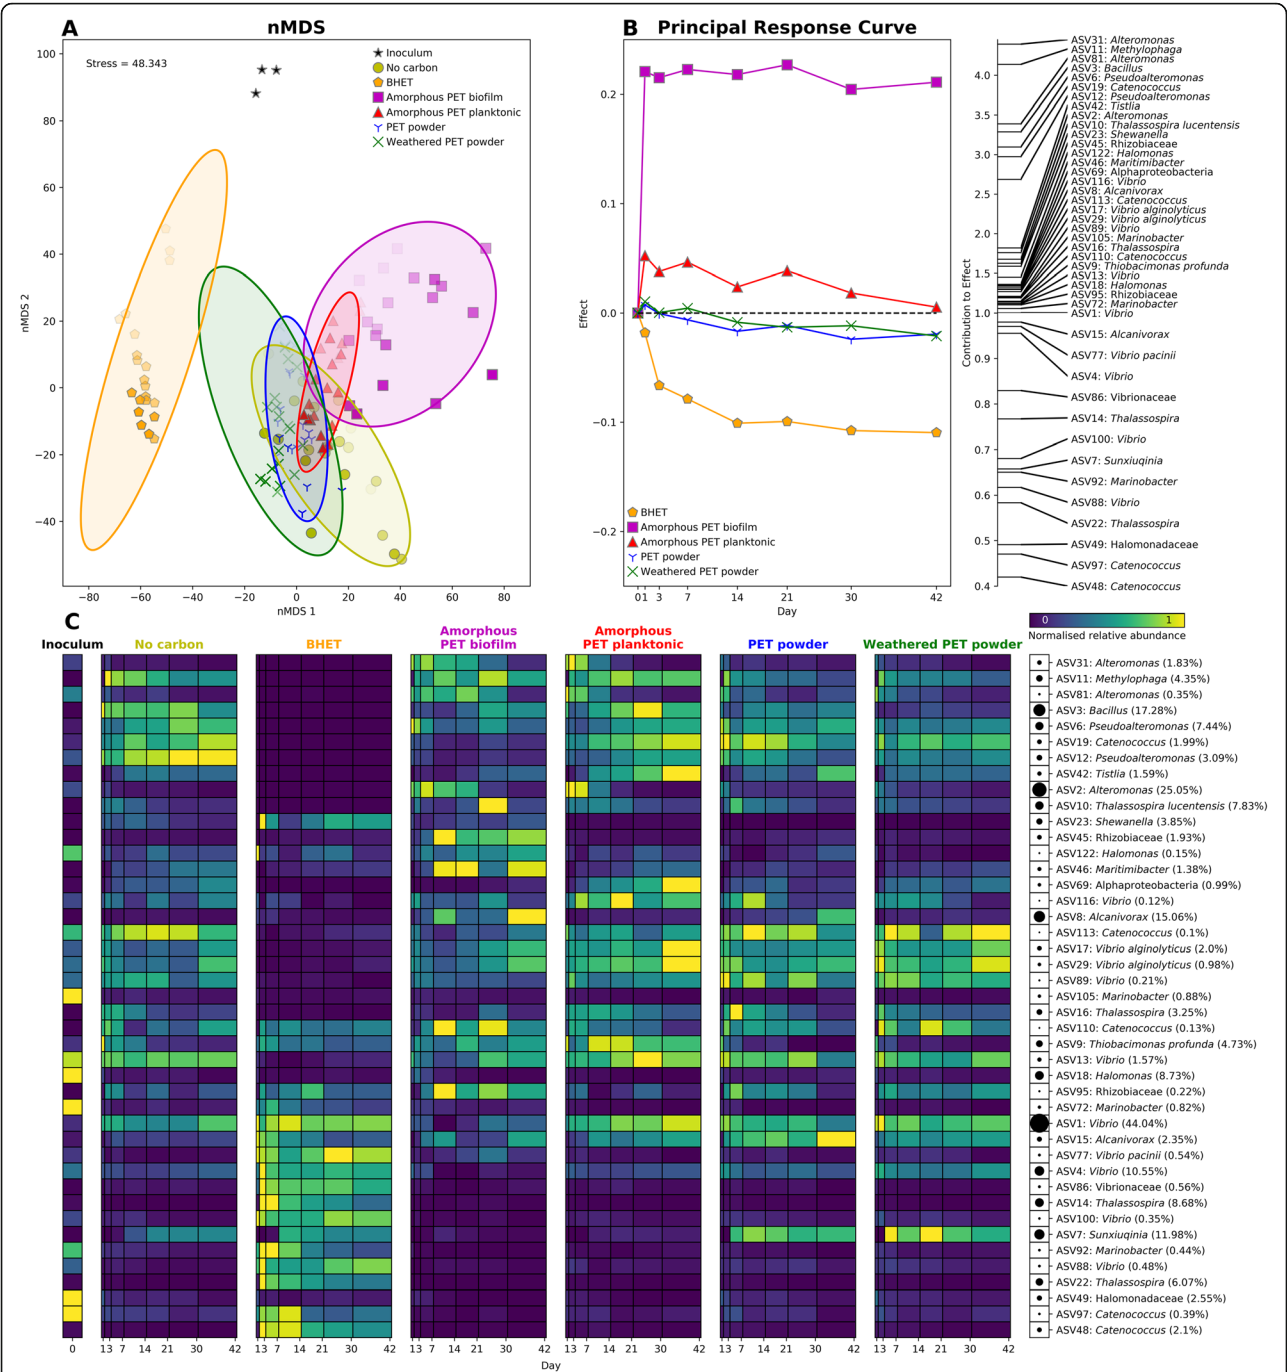 A
nMDS
Stress = 48.343
Inoculum
No carbon
BHET
Amorphous PET biofilm
Amorphous PET planktonic
PET powder
Weathered PET powder
nMDS 2
100
80
60
40
20
0
−20
−40
−80
−60
−40
−20
0
20
40
60
80
nMDS 1
B
Principal Response Curve
Effect
0.2
0.1
0.0
−0.1
−0.2
BHET
Amorphous PET biofilm
Amorphous PET planktonic
PET powder
Weathered PET powder
0 1 3 7 14 21 30 42
Day
Contribution to Effect
4.0
3.5
3.0
2.5
2.0
1.5
1.0
0.9
0.8
0.7
0.6
0.5
0.4
ASV31: Alteromonas
ASV11: Methylophaga
ASV81: Alteromonas
ASV3: Bacillus
ASV6: Pseudoalteromonas
ASV19: Catenococcus
ASV12: Pseudoalteromonas
ASV42: Tistlia
ASV2: Alteromonas
ASV10: Thalassospira lucentensis
ASV23: Shewanella
ASV45: Rhizobiaceae
ASV122: Halomonas
ASV46: Maritimibacter
ASV69: Alphaproteobacteria
ASV116: Vibrio
ASV8: Alcanivorax
ASV113: Catenococcus
ASV17: Vibrio alginolyticus
ASV29: Vibrio alginolyticus
ASV89: Vibrio
ASV105: Marinobacter
ASV16: Thalassospira
ASV110: Catenococcus
ASV9: Thiobacimonas profunda
ASV13: Vibrio
ASV18: Halomonas
ASV95: Rhizobiaceae
ASV72: Marinobacter
ASV1: Vibrio
ASV15: Alcanivorax
ASV77: Vibrio pacinii
ASV4: Vibrio
ASV86: Vibrionaceae
ASV14: Thalassospira
ASV100: Vibrio
ASV7: Sunxiuqinia
ASV92: Marinobacter
ASV88: Vibrio
ASV22: Thalassospira
ASV49: Halomonadaceae
ASV97: Catenococcus
ASV48: Catenococcus
C
0 1
Normalised relative abundance
Inoculum
No carbon
BHET
Amorphous
PET biofilm
Amorphous
PET planktonic
PET powder
Weathered PET powder
ASV31: Alteromonas (1.83%)
ASV11: Methylophaga (4.35%)
ASV81: Alteromonas (0.35%)
ASV3: Bacillus (17.28%)
ASV6: Pseudoalteromonas (7.44%)
ASV19: Catenococcus (1.99%)
ASV12: Pseudoalteromonas (3.09%)
ASV42: Tistlia (1.59%)
ASV2: Alteromonas (25.05%)
ASV10: Thalassospira lucentensis (7.83%)
ASV23: Shewanella (3.85%)
ASV45: Rhizobiaceae (1.93%)
ASV122: Halomonas (0.15%)
ASV46: Maritimibacter (1.38%)
ASV69: Alphaproteobacteria (0.99%)
ASV116: Vibrio (0.12%)
ASV8: Alcanivorax (15.06%)
ASV113: Catenococcus (0.1%)
ASV17: Vibrio alginolyticus (2.0%)
ASV29: Vibrio alginolyticus (0.98%)
ASV89: Vibrio (0.21%)
ASV105: Marinobacter (0.88%)
ASV16: Thalassospira (3.25%)
ASV110: Catenococcus (0.13%)
ASV9: Thiobacimonas profunda (4.73%)
ASV13: Vibrio (1.57%)
ASV18: Halomonas (8.73%)
ASV95: Rhizobiaceae (0.22%)
ASV72: Marinobacter (0.82%)
ASV1: Vibrio (44.04%)
ASV15: Alcanivorax (2.35%)
ASV77: Vibrio pacinii (0.54%)
ASV4: Vibrio (10.55%)
ASV86: Vibrionaceae (0.56%)
ASV14: Thalassospira (8.68%)
ASV100: Vibrio (0.35%)
ASV7: Sunxiuqinia (11.98%)
ASV92: Marinobacter (0.44%)
ASV88: Vibrio (0.48%)
ASV22: Thalassospira (6.07%)
ASV49: Halomonadaceae (2.55%)
ASV97: Catenococcus (0.39%)
ASV48: Catenococcus (2.1%)
0
1 3 7 14 21 30 42
1 3 7 14 21 30 42
1 3 7 14 21 30 42
1 3 7 14 21 30 42
1 3 7 14 21 30 42
1 3 7 14 21 30 42
Day